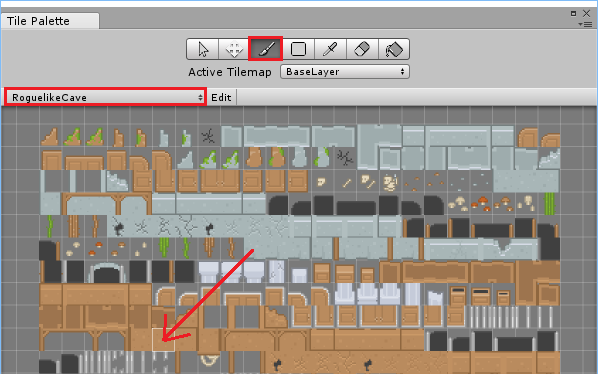 Tile Palette
Active Tilemap BaseLayer
RoguelikeCave Edit